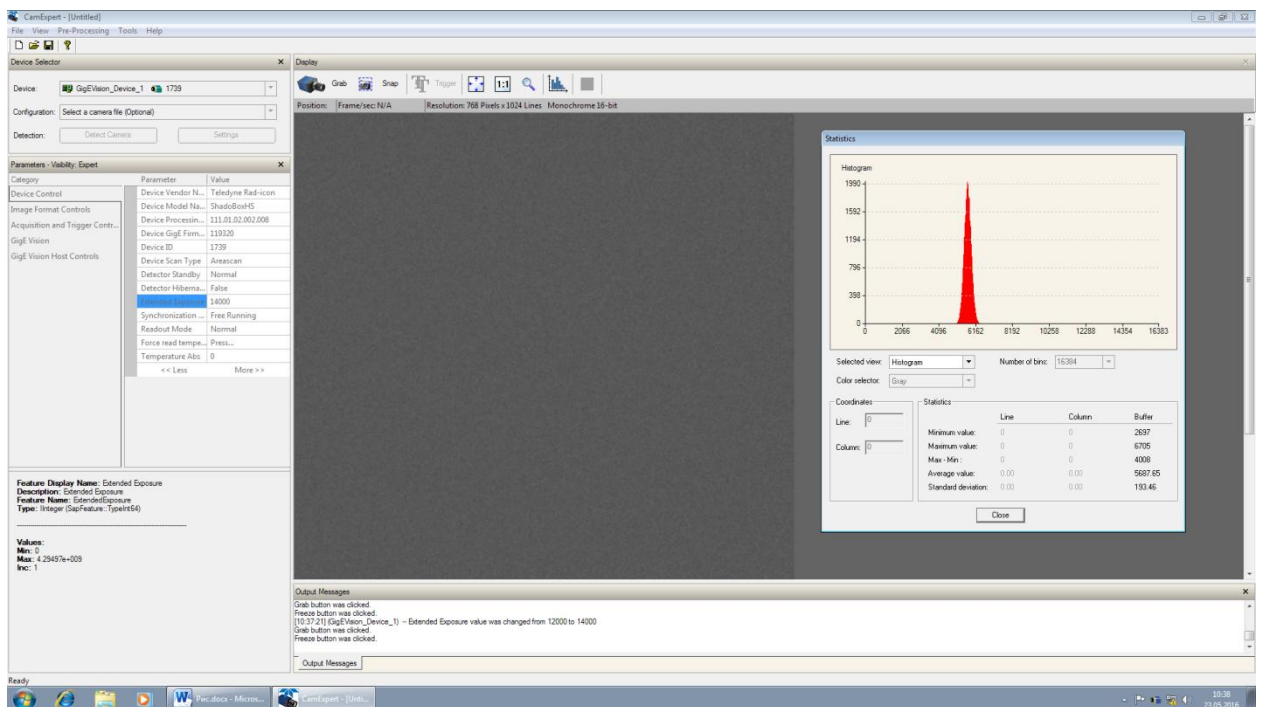 CamExpert - [Untitled]
File View Pre-Processing Tools Help
Device Selector
Device: GigEVision_Device_1 1739
Configuration: Select a camera file (Optional)
Detection: Detect Camera Settings
Parameters - Visibility: Expert
Category Parameter Value
Device Control
Image Format Controls
Acquisition and Trigger Contr...
GigE Vision
GigE Vision Host Controls
Device Vendor N... Teledyne Rad-icon
Device Model Na... ShadoBoxHS
Device Processin... 111.01.02.002.008
Device GigE Firm... 119320
Device ID 1739
Device Scan Type Areascan
Detector Standby Normal
Detector Hiberna... False
Extended Exposure 14000
Synchronization ... Free Running
Readout Mode Normal
Force read tempe... Press...
Temperature Abs 0
<< Less More >>
Feature Display Name: Extended Exposure
Description: Extended Exposure
Feature Name: ExtendedExposure
Type: IInteger (SapFeature::TypeInt64)
Values:
Min: 0
Max: 4.29497e+009
Inc: 1
Display
Grab Snap Trigger 1:1
Position: Frame/sec: N/A Resolution: 768 Pixels x 1024 Lines Monochrome 16-bit
Statistics
Histogram
1990
1592
1194
796
398
0
0 2066 4096 6162 8192 10258 12288 14354 16383
Selected view: Histogram Number of bins: 16384
Color selector: Gray
Coordinates
Line: 0
Column: 0
Statistics
Line Column Buffer
Minimum value: 0 0 2697
Maximum value: 0 0 6705
Max - Min : 0 0 4008
Average value: 0.00 0.00 5687.65
Standard deviation: 0.00 0.00 193.46
Close
Output Messages
Grab button was clicked.
Freeze button was clicked.
[10:37:21] (GigEVision_Device_1) -- Extended Exposure value was changed from 12000 to 14000
Grab button was clicked.
Freeze button was clicked.
Output Messages
Ready
Рис.docx - Micros...
CamExpert - [Unti...
10:38
23.05.2016